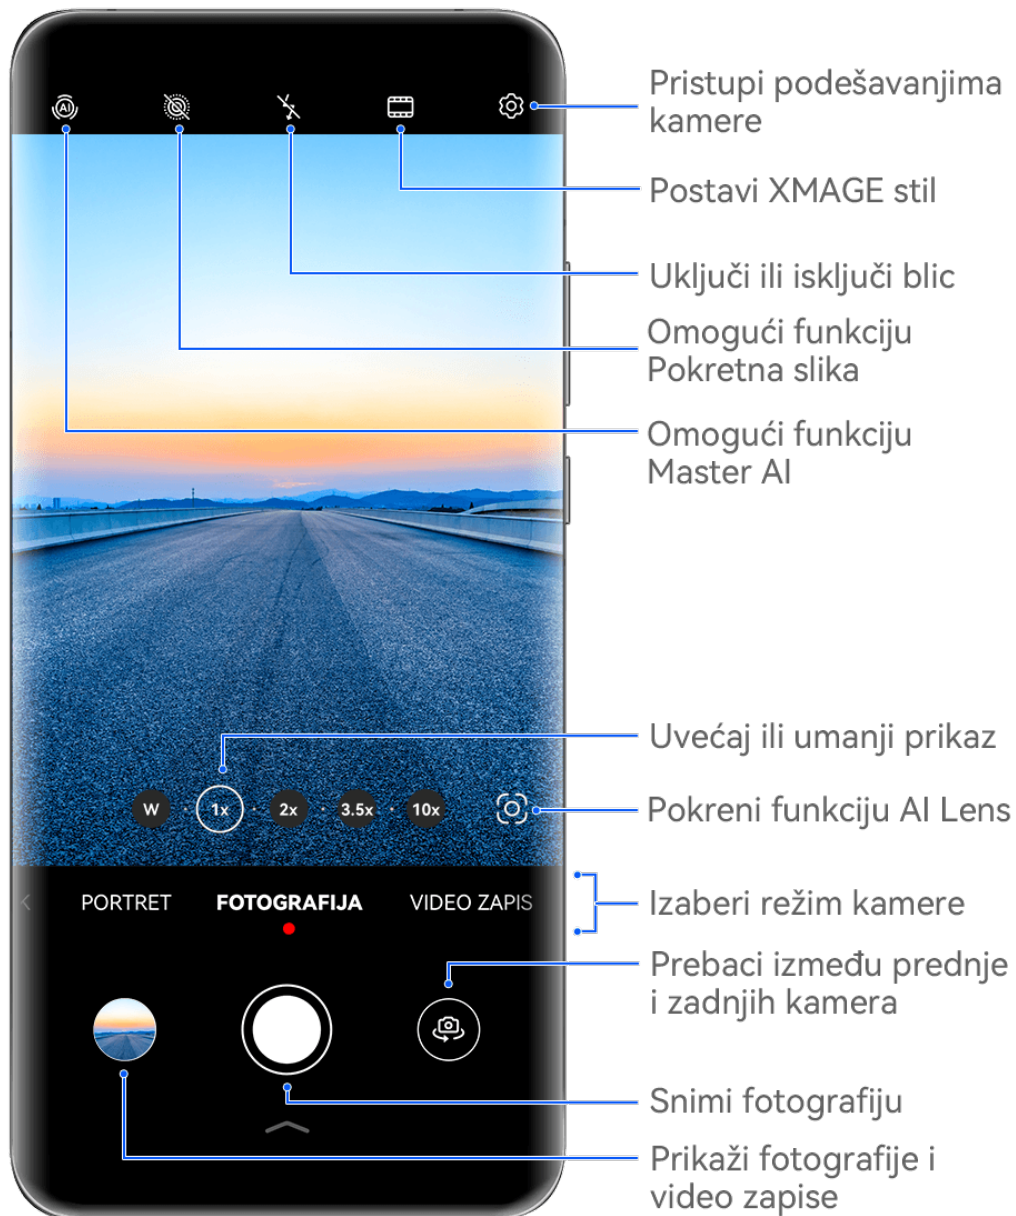 AI
Pristupi podešavanjima
kamere
Postavi XMAGE stil
Uključi ili isključi blic
Omogući funkciju
Pokretna slika
Omogući funkciju
Master AI
Uvećaj ili umanji prikaz
W 1x 2x 3.5x 10x
Pokreni funkciju AI Lens
PORTRET FOTOGRAFIJA VIDEO ZAPIS
Izaberi režim kamere
Prebaci između prednje
i zadnjih kamera
Snimi fotografiju
Prikaži fotografije i
video zapise